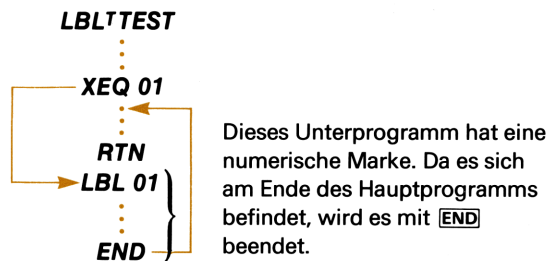 LBLᵀTEST
XEQ 01
RTN
LBL 01
END
Dieses Unterprogramm hat eine
numerische Marke. Da es sich
am Ende des Hauptprogramms
befindet, wird es mit END
beendet.